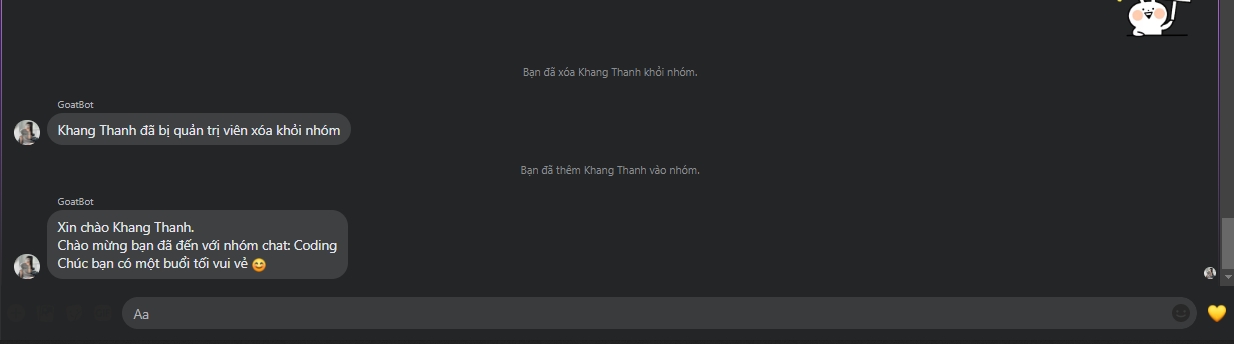 Bạn đã xóa Khang Thanh khỏi nhóm.
GoatBot
Khang Thanh đã bị quản trị viên xóa khỏi nhóm
Bạn đã thêm Khang Thanh vào nhóm.
GoatBot
Xin chào Khang Thanh.
Chào mừng bạn đã đến với nhóm chat: Coding
Chúc bạn có một buổi tối vui vẻ 😊
Aa